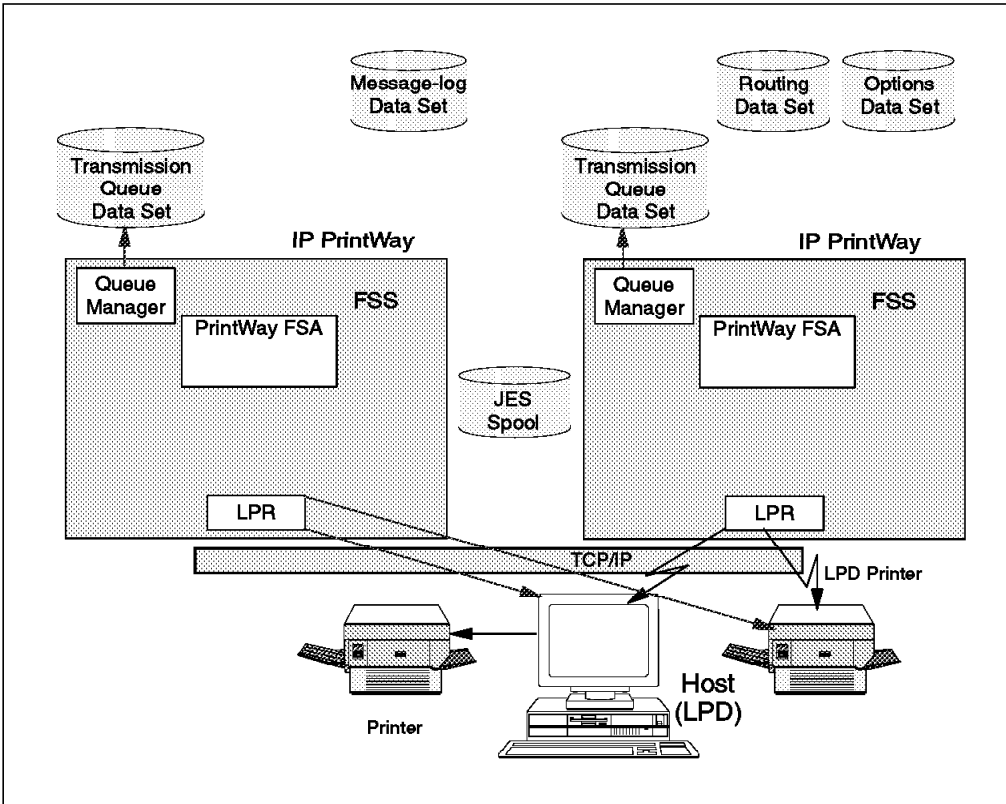 Message-log
Data Set
Routing
Data Set
Options
Data Set
Transmission
Queue
Data Set
Transmission
Queue
Data Set
IP PrintWay
IP PrintWay
Queue
Manager
FSS
PrintWay FSA
Queue
Manager
FSS
PrintWay FSA
JES
Spool
LPR
LPR
TCP/IP
LPD Printer
Host
(LPD)
Printer